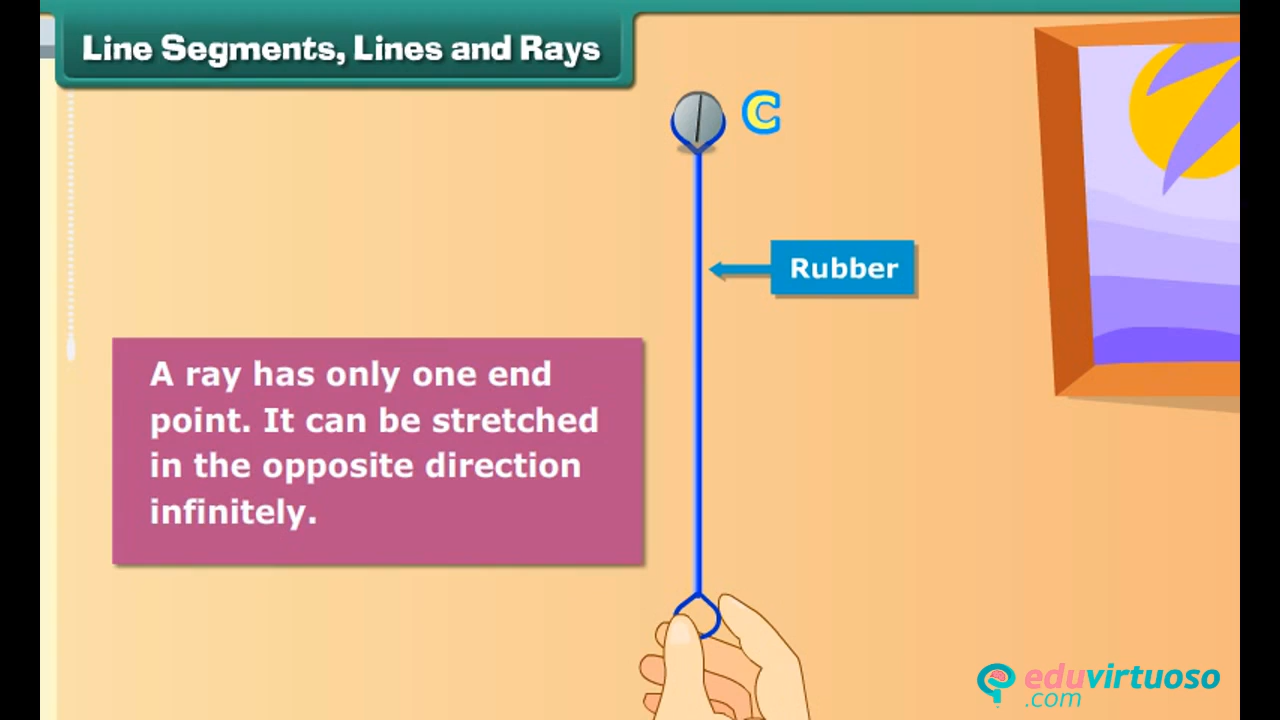 Line Segments, Lines and Rays
C
Rubber
A ray has only one end
point. It can be stretched
in the opposite direction
infinitely.
eduvirtuoso
.com